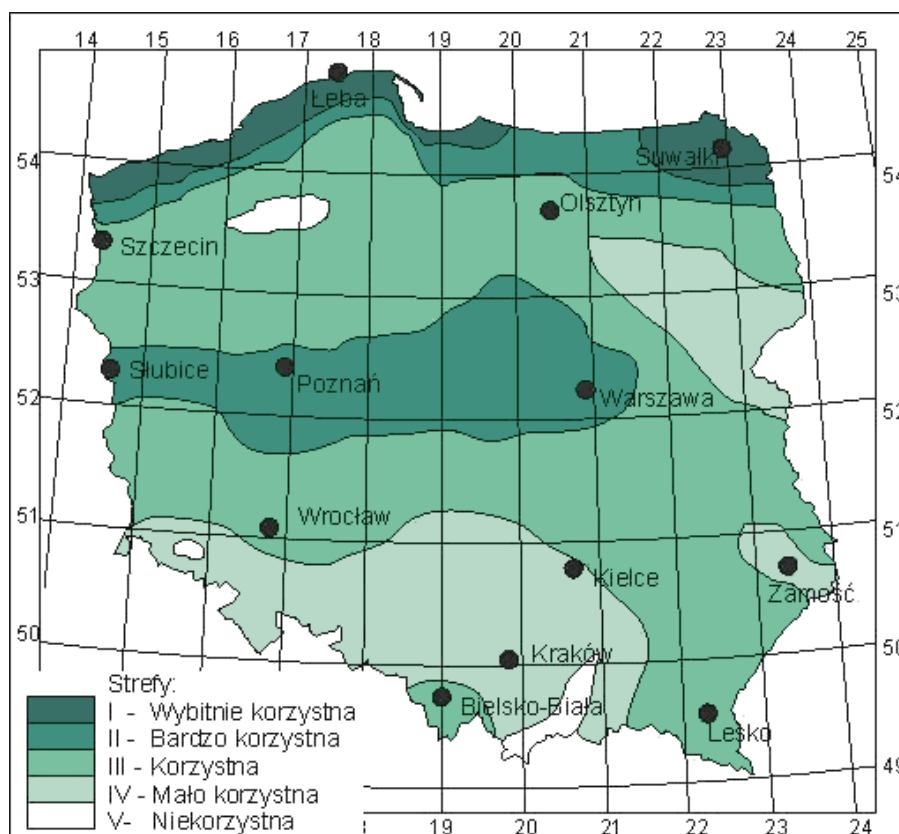 14 15 16 17 18 19 20 21 22 23 24 25
Łeba
54
Suwałki
54
Olsztyn
Szczecin
53
53
Słubice
Poznań
Warszawa
52
52
51
Wrocław
51
Kielce
Zamość
50
Kraków
50
Strefy:
I - Wybitnie korzystna
II - Bardzo korzystna
III - Korzystna
IV - Mało korzystna
V- Niekorzystna
Bielsko-Biała
Lesko
49
19 20 21 22 23 24